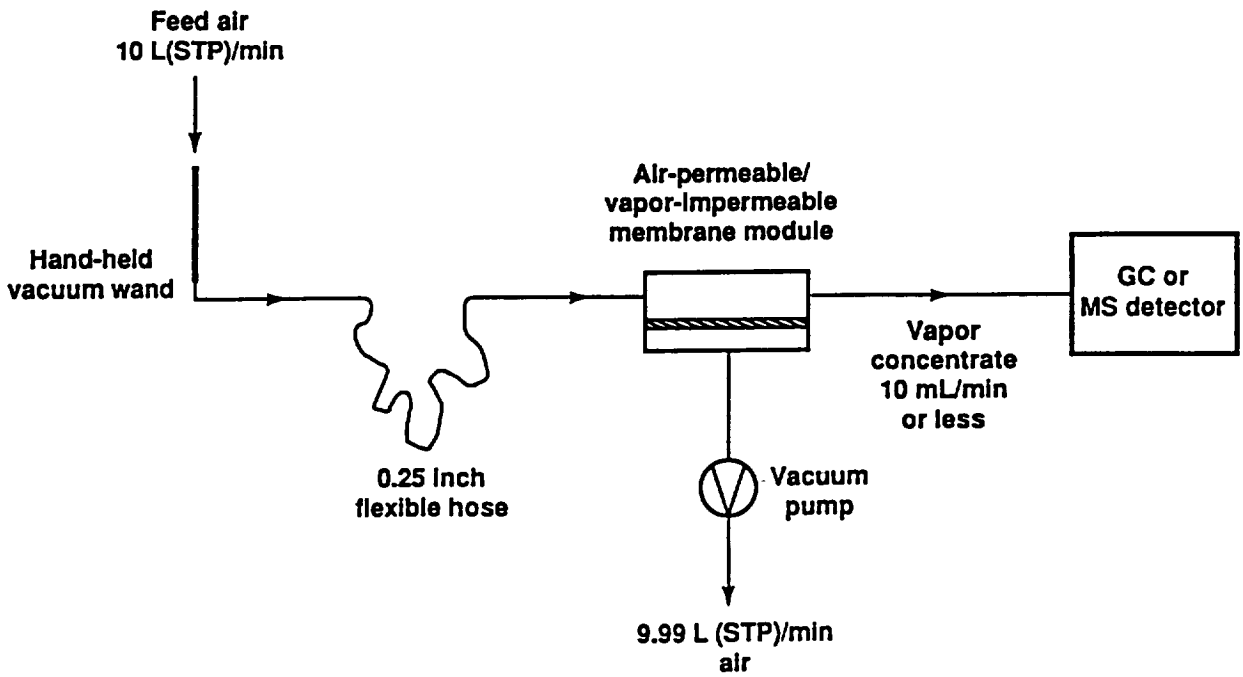 Feed air
10 L(STP)/min
Air-permeable/
vapor-impermeable
membrane module
Hand-held
vacuum wand
GC or
MS detector
Vapor
concentrate
10 mL/min
or less
0.25 inch
flexible hose
Vacuum
pump
9.99 L (STP)/min
air